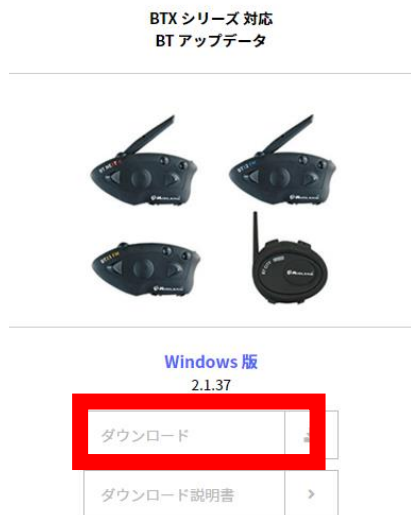 BTX シリーズ 対応
BT アップデータ
MIDLAND
Windows 版
2.1.37
ダウンロード
ダウンロード説明書